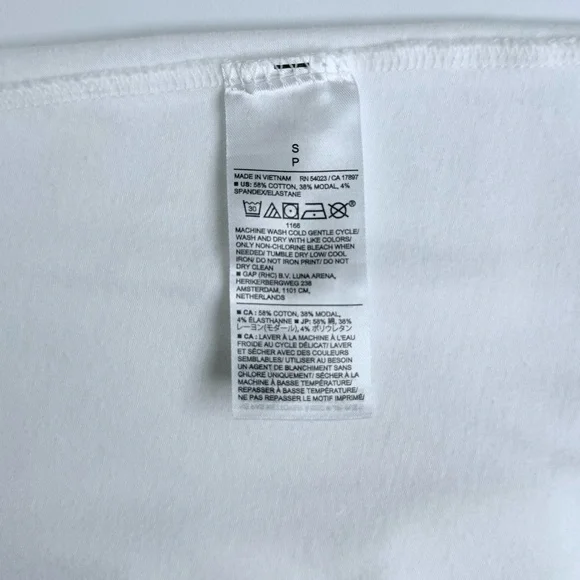 S
P
MADE IN VIETNAM RN 54023 / CA 17897
■ US: 58% COTTON, 38% MODAL, 4%
SPANDEX/ELASTANE
30 ®
1166
MACHINE WASH COLD GENTLE CYCLE/
WASH AND DRY WITH LIKE COLORS/
ONLY NON-CHLORINE BLEACH WHEN
NEEDED/ TUMBLE DRY LOW/ COOL
IRON/ DO NOT IRON PRINT/ DO NOT
DRY CLEAN
■ GAP (RHC) B.V. LUNA ARENA,
HERIKERBERGWEG 238
AMSTERDAM, 1101 CM,
NETHERLANDS
■ CA : 58% COTTON, 38% MODAL,
4% ÉLASTHANNE ■ JP: 58% 綿, 38%
レーヨン(モダール), 4% ポリウレタン
■ CA : LAVER À LA MACHINE À L'EAU
FROIDE AU CYCLE DÉLICAT/ LAVER
ET SÉCHER AVEC DES COULEURS
SEMBLABLES/ UTILISER AU BESOIN
UN AGENT DE BLANCHIMENT SANS
CHLORE UNIQUEMENT/ SÉCHER À LA
MACHINE À BASSE TEMPÉRATURE/
REPASSER À BASSE TEMPÉRATURE/
NE PAS REPASSER LE MOTIF IMPRIMÉ/